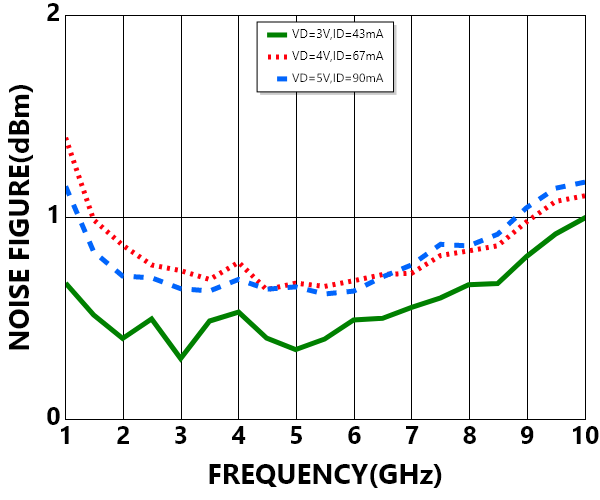 2
VD=3V,ID=43mA
VD=4V,ID=67mA
VD=5V,ID=90mA
NOISE FIGURE(dBm)
1
0
1 2 3 4 5 6 7 8 9 10
FREQUENCY(GHz)